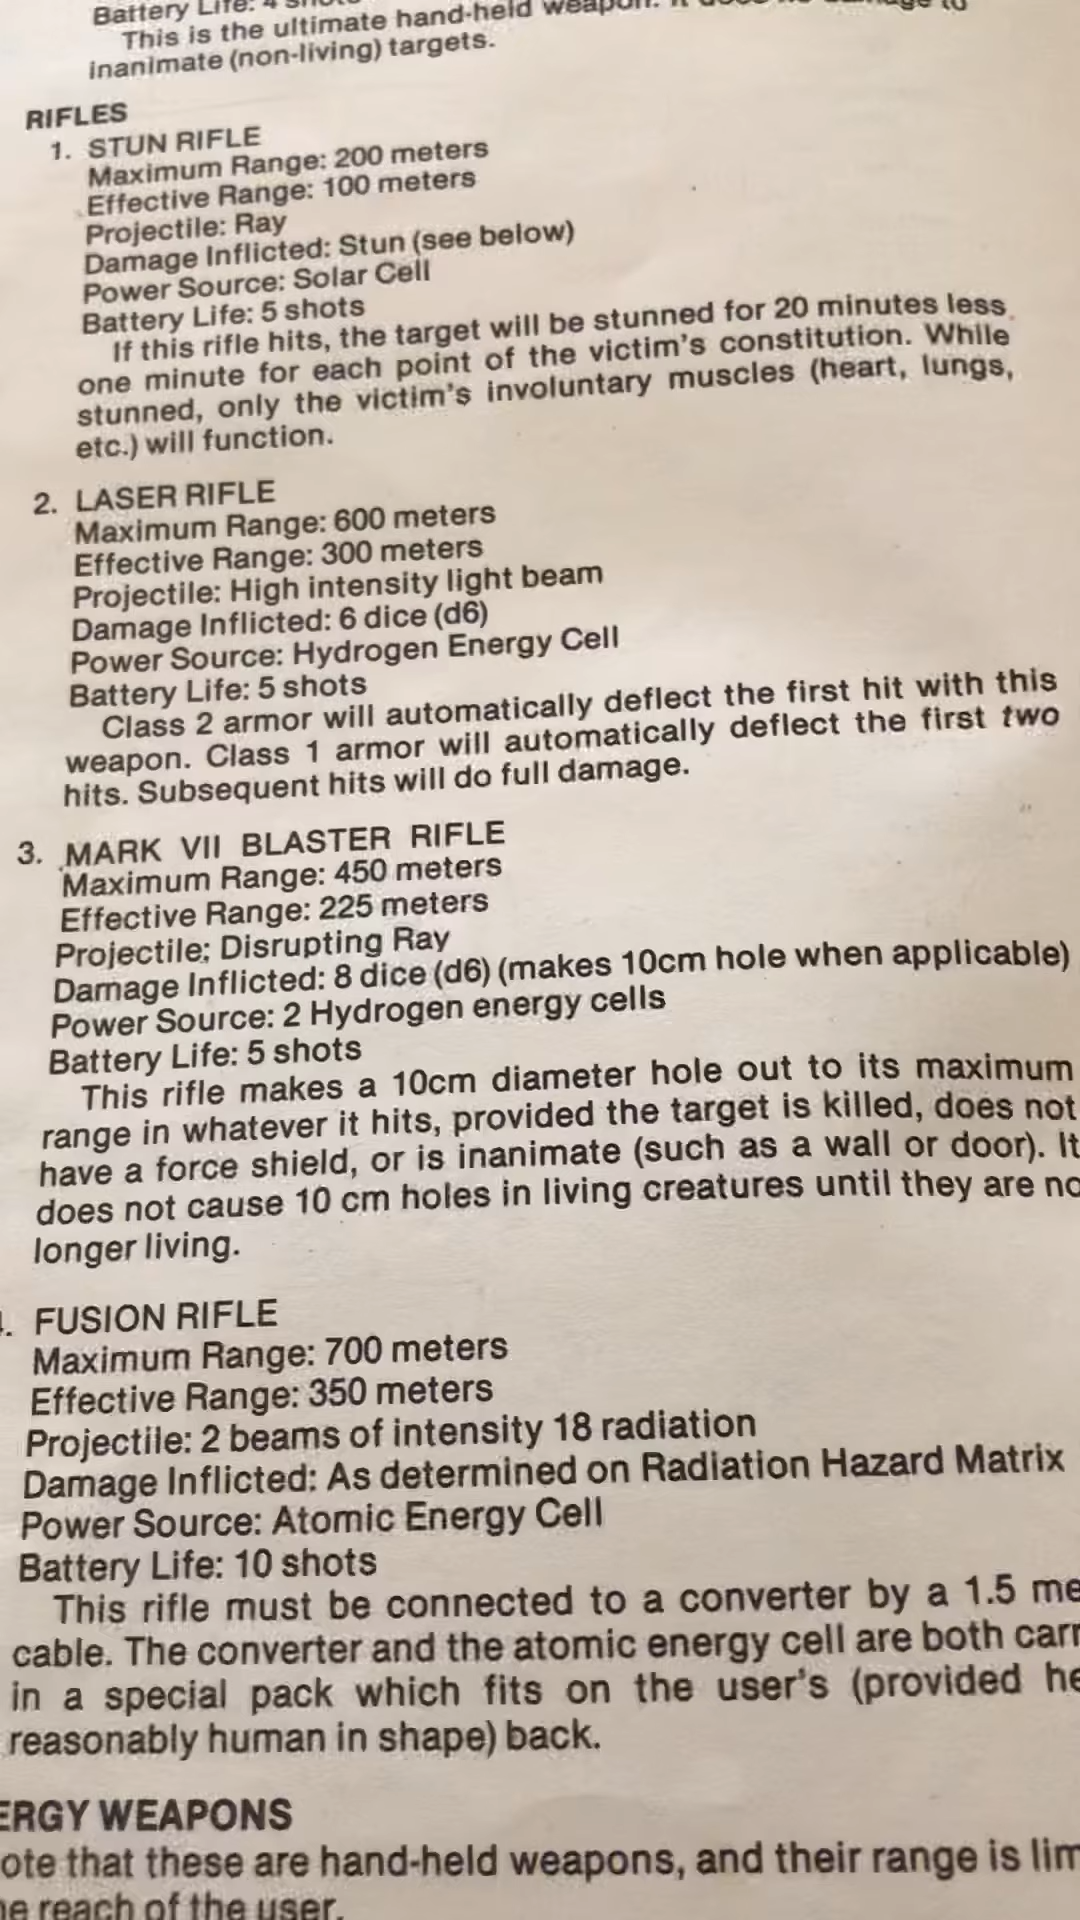 Battery Life: 4
This is the ultimate hand-held weapon. It
inanimate (non-living) targets.
RIFLES
1. STUN RIFLE
Maximum Range: 200 meters
Effective Range: 100 meters
Projectile: Ray
Damage Inflicted: Stun (see below)
Power Source: Solar Cell
Battery Life: 5 shots
If this rifle hits, the target will be stunned for 20 minutes less
one minute for each point of the victim's constitution. While
stunned, only the victim's involuntary muscles (heart, lungs,
etc.) will function.
2. LASER RIFLE
Maximum Range: 600 meters
Effective Range: 300 meters
Projectile: High intensity light beam
Damage Inflicted: 6 dice (d6)
Power Source: Hydrogen Energy Cell
Battery Life: 5 shots
Class 2 armor will automatically deflect the first hit with this
weapon. Class 1 armor will automatically deflect the first two
hits. Subsequent hits will do full damage.
3. MARK VII BLASTER RIFLE
Maximum Range: 450 meters
Effective Range: 225 meters
Projectile: Disrupting Ray
Damage Inflicted: 8 dice (d6) (makes 10cm hole when applicable)
Power Source: 2 Hydrogen energy cells
Battery Life: 5 shots
This rifle makes a 10cm diameter hole out to its maximum
range in whatever it hits, provided the target is killed, does not
have a force shield, or is inanimate (such as a wall or door). It
does not cause 10 cm holes in living creatures until they are no
longer living.
. FUSION RIFLE
Maximum Range: 700 meters
Effective Range: 350 meters
Projectile: 2 beams of intensity 18 radiation
Damage Inflicted: As determined on Radiation Hazard Matrix
Power Source: Atomic Energy Cell
Battery Life: 10 shots
This rifle must be connected to a converter by a 1.5 me
cable. The converter and the atomic energy cell are both carr
in a special pack which fits on the user's (provided he
reasonably human in shape) back.
ERGY WEAPONS
ote that these are hand-held weapons, and their range is lim
he reach of the user.